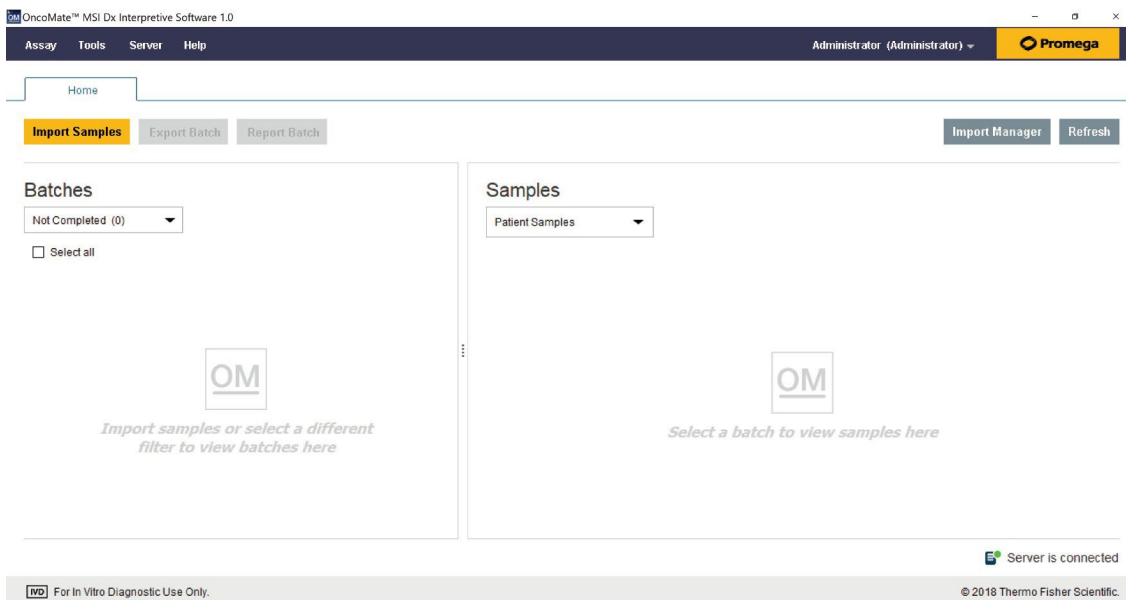 OM OncoMate™ MSI Dx Interpretive Software 1.0
Assay Tools Server Help Administrator (Administrator) Promega
Home
Import Samples Export Batch Report Batch Import Manager Refresh
Batches
Not Completed (0)
Select all
OM
Import samples or select a different
filter to view batches here
Samples
Patient Samples
OM
Select a batch to view samples here
Server is connected
IVD For In Vitro Diagnostic Use Only. © 2018 Thermo Fisher Scientific.